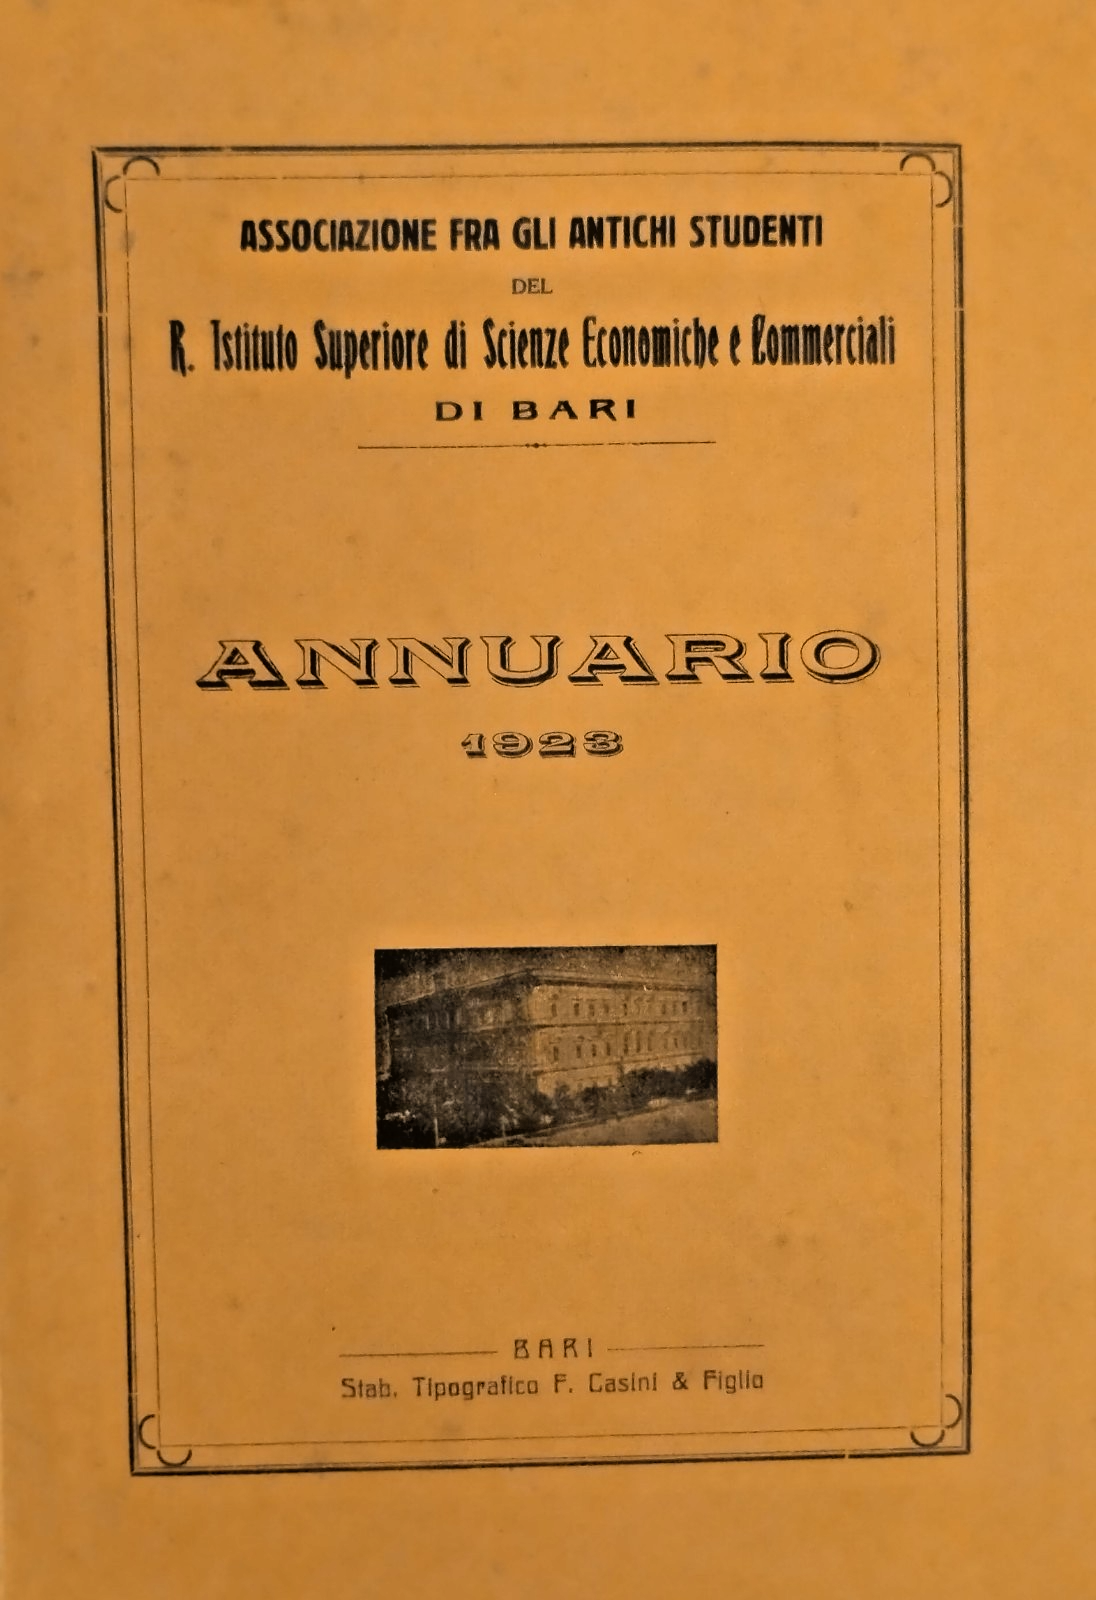 ASSOCIAZIONE FRA GLI ANTICHI STUDENTI
DEL
R. Istituto Superiore di Scienze Economiche e Commerciali
DI BARI
ANNUARIO
1923
BARI
Stab. Tipografico F. Casini & Figlio